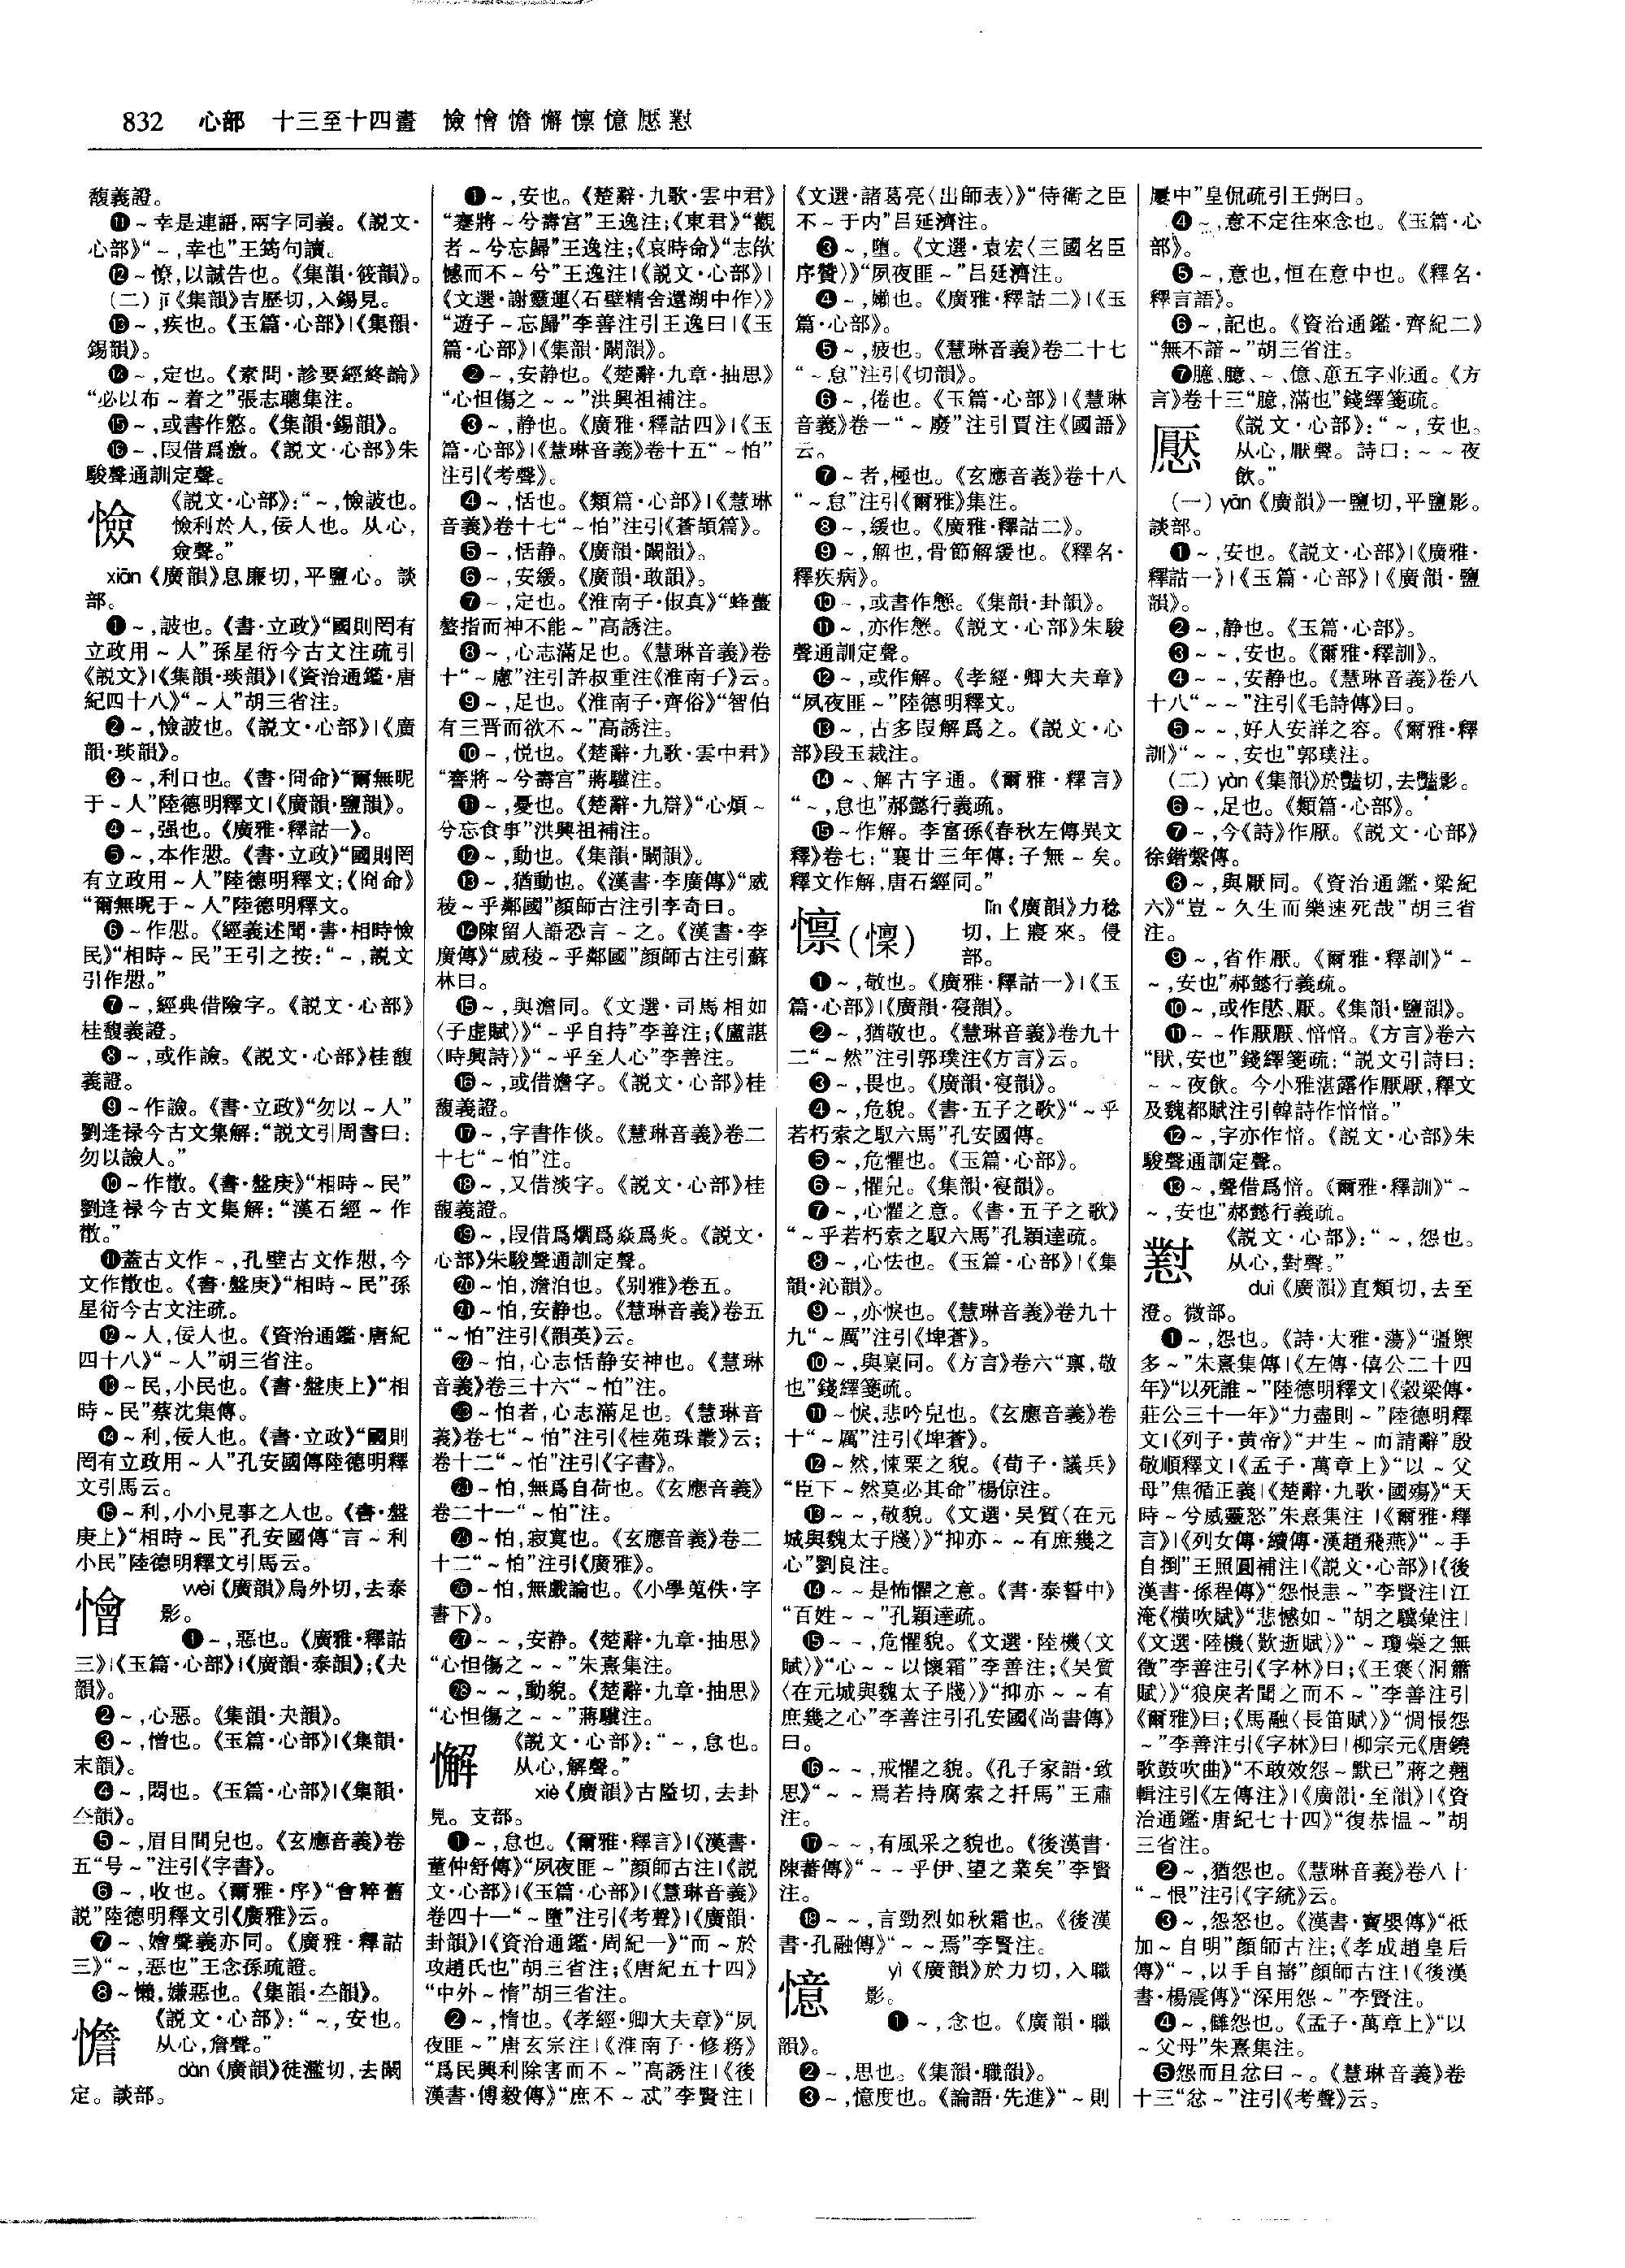 832 心部 十三至十四畫 憸憎憺懈懍憶懕懟
馥義證。
⓫～幸是連語,兩字同義。《説文·
心部》“～,幸也”王筠句讀。
⓬～憭,以誠告也。《集韻·筱韻》。
(二) jī《集韻》吉歷切,入錫見。
⓭～,疾也。《玉篇·心部》|《集韻·
錫韻》。
⓮～,定也。《素問·診要經終論》
“必以布～着之”張志聰集注。
⓯～,或書作憼。《集韻·錫韻》。
⓰～,叚借爲激。《説文·心部》朱
駿聲通訓定聲。
憸
《説文·心部》:“～,憸詖也。
憸利於人,佞人也。从心,
僉聲。”
xiān《廣韻》息廉切,平鹽心。談
部。
❶～,詖也。《書·立政》“國則罔有
立政用～人”孫星衍今古文注疏引
《説文》|《集韻·琰韻》|《資治通鑑·唐
紀四十八》“～人”胡三省注。
❷～,憸詖也。《説文·心部》|《廣
韻·琰韻》。
❸～,利口也。《書·冏命》“爾無昵
于～人”陸德明釋文|《廣韻·鹽韻》。
❹～,强也。《廣雅·釋詁一》。
❺～,本作思。《書·立政》“國則罔
有立政用～人”陸德明釋文;《冏命》
“爾無昵于～人”陸德明釋文。
❻～作思。《經義述聞·書·相時憸
民》“相時～民”王引之按:“～,説文
引作思。”
❼～,經典借險字。《説文·心部》
桂馥義證。
❽～,或作譣。《説文·心部》桂馥
義證。
❾～作譣。《書·立政》“勿以～人”
劉逢禄今古文集解:“説文引周書曰:
勿以譣人。”
❿～作散。《書·盤庚》“相時～民”
劉逢禄今古文集解:“漢石經～作
散。”
⓫蓋古文作～,孔壁古文作思,今
文作散也。《書·盤庚》“相時～民”孫
星衍今古文注疏。
⓬～人,佞人也。《資治通鑑·唐紀
四十八》“～人”胡三省注。
⓭～民,小民也。《書·盤庚上》“相
時～民”蔡沈集傳。
⓮～利,佞人也。《書·立政》“國則
罔有立政用～人”孔安國傳陸德明釋
文引馬云。
⓯～利,小小見事之人也。《書·盤
庚上》“相時～民”孔安國傳“言～利
小民”陸德明釋文引馬云。
懀
wèi《廣韻》烏外切,去泰
影。
❶～,惡也。《廣雅·釋詁
三》|《玉篇·心部》|《廣韻·泰韻》;《夬
韻》。
❷～,心惡。《集韻·夬韻》。
❸～,憎也。《玉篇·心部》|《集韻·
末韻》。
❹～,悶也。《玉篇·心部》|《集韻·
夳韻》。
❺～,眉目間皃也。《玄應音義》卷
五“号～”注引《字書》。
❻～,收也。《爾雅·序》“會稡舊
説”陸德明釋文引《廣雅》云。
❼～、嬒聲義亦同。《廣雅·釋詁
三》“～,惡也”王念孫疏證。
❽～懶,嫌惡也。《集韻·夳韻》。
憺
《説文·心部》:“～,安也。
从心,詹聲。”
dàn《廣韻》徒濫切,去闞
定。談部。
❶～,安也。《楚辭·九歌·雲中君》
“蹇將～兮壽宮”王逸注;《東君》“觀
者～兮忘歸”王逸注;《哀時命》“志欿
憾而不～兮”王逸注|《説文·心部》|
《文選·謝靈運〈石壁精舍還湖中作〉》
“遊子～忘歸”李善注引王逸曰|《玉
篇·心部》|《集韻·闞韻》。
❷～,安静也。《楚辭·九章·抽思》
“心怛傷之～～”洪興祖補注。
❸～,静也。《廣雅·釋詁四》|《玉
篇·心部》|《慧琳音義》卷十五“～怕”
注引《考聲》。
❹～,恬也。《類篇·心部》|《慧琳
音義》卷十七“～怕”注引《蒼頡篇》。
❺～,恬静。《廣韻·闞韻》。
❻～,安緩。《廣韻·敢韻》。
❼～,定也。《淮南子·俶真》“蜂蠆
螫指而神不能～”高誘注。
❽～,心志滿足也。《慧琳音義》卷
十“～慮”注引許叔重注《淮南子》云。
❾～,足也。《淮南子·齊俗》“智伯
有三晋而欲不～”高誘注。
❿～,悦也。《楚辭·九歌·雲中君》
“蹇將～兮壽宮”蔣驥注。
⓫～,憂也。《楚辭·九辯》“心煩～
兮忘食事”洪興祖補注。
⓬～,動也。《集韻·闞韻》。
⓭～,猶動也。《漢書·李廣傳》“威
稜～乎鄰國”顔師古注引李奇曰。
⓮陳留人語恐言～之。《漢書·李
廣傳》“威稜～乎鄰國”顔師古注引蘇
林曰。
⓯～,與澹同。《文選·司馬相如
〈子虚賦〉》“～乎自持”李善注;《盧諶
〈時興詩〉》“～乎至人心”李善注。
⓰～,或借澹字。《説文·心部》桂
馥義證。
⓱～,字書作倓。《慧琳音義》卷二
十七“～怕”注。
⓲～,又借淡字。《説文·心部》桂
馥義證。
⓳～,叚借爲爓爲焱爲炎。《説文·
心部》朱駿聲通訓定聲。
⓴～怕,澹泊也。《别雅》卷五。
㉑～怕,安静也。《慧琳音義》卷五
“～怕”注引《韻英》云。
㉒～怕,心志恬静安神也。《慧琳
音義》卷三十六“～怕”注。
㉓～怕者,心志滿足也。《慧琳音
義》卷七“～怕”注引《桂苑珠叢》云;
卷十二“～怕”注引《字書》。
㉔～怕,無爲自荷也。《玄應音義》
卷二十一“～怕”注。
㉕～怕,寂寞也。《玄應音義》卷二
十二“～怕”注引《廣雅》。
㉖～怕,無戲論也。《小學蒐佚·字
書下》。
㉗～～,安静。《楚辭·九章·抽思》
“心怛傷之～～”朱熹集注。
㉘～～,動貌。《楚辭·九章·抽思》
“心怛傷之～～”蔣驥注。
懈
《説文·心部》:“～,怠也。
从心,解聲。”
xiè《廣韻》古隘切,去卦
見。支部。
❶～,怠也。《爾雅·釋言》|《漢書·
董仲舒傳》“夙夜匪～”顔師古注|《説
文·心部》|《玉篇·心部》|《慧琳音義》
卷四十一“～墮”注引《考聲》|《廣韻·
卦韻》|《資治通鑑·周紀一》“而～於
攻趙氏也”胡三省注;《唐紀五十四》
“中外～惰”胡三省注。
❷～,惰也。《孝經·卿大夫章》“夙
夜匪～”唐玄宗注|《淮南子·修務》
“爲民興利除害而不～”高誘注|《後
漢書·傅毅傳》“庶不～忒”李賢注|
《文選·諸葛亮〈出師表〉》“侍衛之臣
不～于内”吕延濟注。
❸～,墮。《文選·袁宏〈三國名臣
序贊〉》“夙夜匪～”吕延濟注。
❹～,嬾也。《廣雅·釋詁二》|《玉
篇·心部》。
❺～,疲也。《慧琳音義》卷二十七
“～怠”注引《切韻》。
❻～,倦也。《玉篇·心部》|《慧琳
音義》卷一“～廢”注引賈注《國語》
云。
❼～者,極也。《玄應音義》卷十八
“～怠”注引《爾雅》集注。
❽～,緩也。《廣雅·釋詁二》。
❾～,解也,骨節解緩也。《釋名·
釋疾病》。
❿～,或書作懈。《集韻·卦韻》。
⓫～,亦作懈。《説文·心部》朱駿
聲通訓定聲。
⓬～,或作解。《孝經·卿大夫章》
“夙夜匪～”陸德明釋文。
⓭～,古多叚解爲之。《説文·心
部》段玉裁注。
⓮～、解古字通。《爾雅·釋言》
“～,怠也”郝懿行義疏。
⓯～作解。李富孫《春秋左傳異文
釋》卷七:“襄廿三年傳:子無～矣。
釋文作解,唐石經同。”
懍(懔)
lǐn《廣韻》力稔
切,上寑來。侵
部。
❶～,敬也。《廣雅·釋詁一》|《玉
篇·心部》|《廣韻·寑韻》。
❷～,猶敬也。《慧琳音義》卷九十
二“～然”注引郭璞注《方言》云。
❸～,畏也。《廣韻·寑韻》。
❹～,危貌。《書·五子之歌》“～乎
若朽索之馭六馬”孔安國傳。
❺～,危懼也。《玉篇·心部》。
❻～,懼皃。《集韻·寑韻》。
❼～,心懼之意。《書·五子之歌》
“～乎若朽索之馭六馬”孔穎達疏。
❽～,心怯也。《玉篇·心部》|《集
韻·沁韻》。
❾～,亦悷也。《慧琳音義》卷九十
九“～厲”注引《埤蒼》。
❿～,與稟同。《方言》卷六“稟,敬
也”錢繹箋疏。
⓫～悷,悲吟皃也。《玄應音義》卷
十“～厲”注引《埤蒼》。
⓬～然,悚栗之貌。《荀子·議兵》
“臣下～然莫必其命”楊倞注。
⓭～～,敬貌。《文選·吴質〈在元
城與魏太子牋〉》“抑亦～～有庶幾之
心”劉良注。
⓮～～是怖懼之意。《書·泰誓中》
“百姓～～”孔穎達疏。
⓯～～,危懼貌。《文選·陸機〈文
賦〉》“心～～以懷霜”李善注;《吴質
〈在元城與魏太子牋〉》“抑亦～～有
庶幾之心”李善注引孔安國《尚書傳》
曰。
⓰～～,戒懼之貌。《孔子家語·致
思》“～～焉若持腐索之扞馬”王肅
注。
⓱～～,有風采之貌也。《後漢書·
陳蕃傳》“～～乎伊、望之業矣”李賢
注。
⓲～～,言勁烈如秋霜也。《後漢
書·孔融傳》“～～焉”李賢注。
憶
yì《廣韻》於力切,入職
影。
❶～,念也。《廣韻·職
韻》。
❷～,思也。《集韻·職韻》。
❸～,憶度也。《論語·先進》“～則
屢中”皇侃疏引王弼曰。
❹～,意不定往來念也。《玉篇·心
部》。
❺～,意也,恒在意中也。《釋名·
釋言語》。
❻～,記也。《資治通鑑·齊紀二》
“無不諳～”胡三省注。
❼臆、～、億、意五字並通。《方
言》卷十三“臆,滿也”錢繹箋疏。
懕
《説文·心部》:“～,安也。
从心,厭聲。詩曰:～～夜
飲。”
(一) yān《廣韻》一鹽切,平鹽影。
談部。
❶～,安也。《説文·心部》|《廣雅·
釋詁一》|《玉篇·心部》|《廣韻·鹽
韻》。
❷～,静也。《玉篇·心部》。
❸～～,安也。《爾雅·釋訓》。
❹～～,安静也。《慧琳音義》卷八
十八“～～”注引《毛詩傳》曰。
❺～,好人安詳之容。《爾雅·釋
訓》“～～,安也”郭璞注。
(二) yàn《集韻》於豔切,去豔影。
❻～,足也。《類篇·心部》。
❼～,今《詩》作厭。《説文·心部》
徐鍇繫傳。
❽～,與厭同。《資治通鑑·梁紀
六》“豈～久生而樂速死哉”胡三省
注。
❾～,省作厭。《爾雅·釋訓》“～
～,安也”郝懿行義疏。
❿～,或作愿、厭。《集韻·鹽韻》。
⓫～～作厭厭、愔愔。《方言》卷六
“猒,安也”錢繹箋疏:“説文引詩曰:
～～夜飲。今小雅湛露作厭厭,釋文
及魏都賦注引韓詩作愔愔。”
⓬～,字亦作愔。《説文·心部》朱
駿聲通訓定聲。
⓭～,聲借爲愔。《爾雅·釋訓》“～
～,安也”郝懿行義疏。
懟
《説文·心部》:“～,怨也。
从心,對聲。”
duì《廣韻》直類切,去至
澄。微部。
❶～,怨也。《詩·大雅·蕩》“彊禦
多～”朱熹集傳|《左傳·僖公二十四
年》“以死誰～”陸德明釋文|《穀梁傳·
莊公三十一年》“力盡則～”陸德明釋
文|《列子·黄帝》“尹生～而請辭”殷
敬順釋文|《孟子·萬章上》“以～父
母”焦循正義|《楚辭·九歌·國殤》“天
時～兮威靈怒”朱熹集注|《爾雅·釋
言》|《列女傳·續傳·漢趙飛燕》“～手
自搏”王照圓補注|《説文·心部》|《後
漢書·孫程傳》“怨恨恚～”李賢注|江
淹《横吹賦》“悲憾如～”胡之驥彙注|
《文選·陸機〈歎逝賦〉》“～瓊蘂之無
徵”李善注引《字林》曰;《王褒〈洞簫
賦〉》“狼戾者聞之而不～”李善注引
《爾雅》曰;《馬融〈長笛賦〉》“惆悵怨
～”李善注引《字林》曰|柳宗元《唐鐃
歌鼓吹曲》“不敢效怨～默已”蔣之翹
輯注引《左傳注》|《廣韻·至韻》|《資
治通鑑·唐紀七十四》“復恭愠～”胡
三省注。
❷～,猶怨也。《慧琳音義》卷八十
“～恨”注引《字統》云。
❸～,怨怒也。《漢書·竇嬰傳》“祇
加～自明”顔師古注;《孝成趙皇后
傳》“～,以手自擣”顔師古注|《後漢
書·楊震傳》“深用怨～”李賢注。
❹～,讎怨也。《孟子·萬章上》“以
～父母”朱熹集注。
❺怨而且忿曰～。《慧琳音義》卷
十三“忿～”注引《考聲》云。